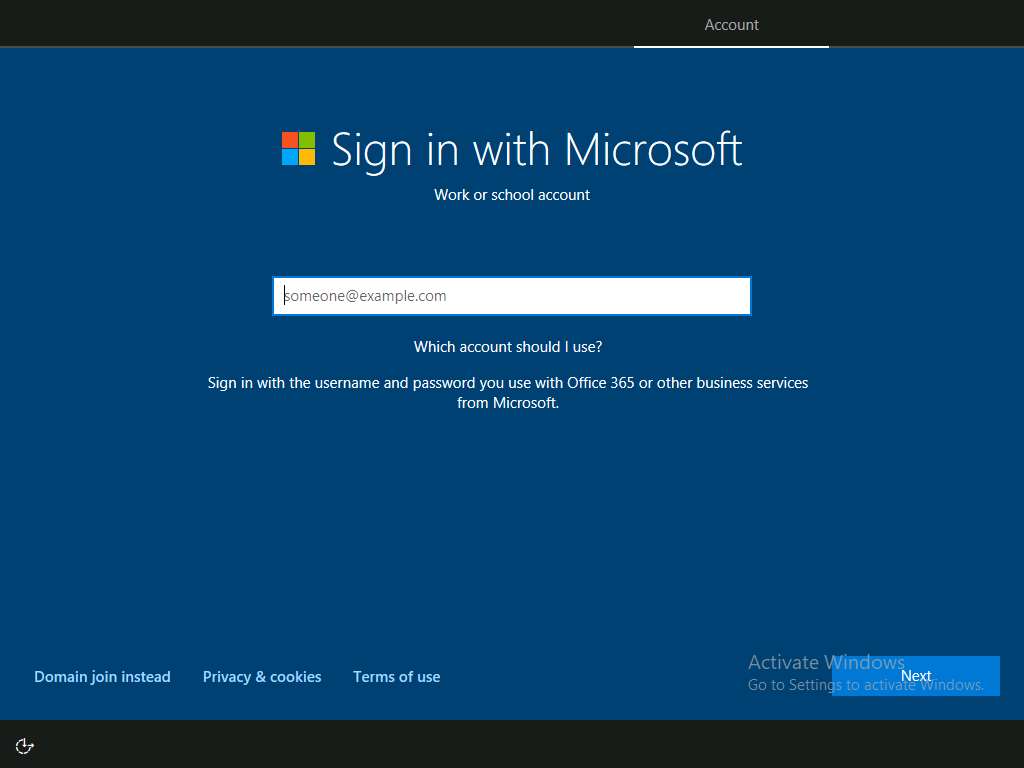 Account
Sign in with Microsoft
Work or school account
someone@example.com
Which account should I use?
Sign in with the username and password you use with Office 365 or other business services
from Microsoft.
Domain join instead
Privacy & cookies
Terms of use
Activate Windows
Go to Settings to activate Windows.
Next